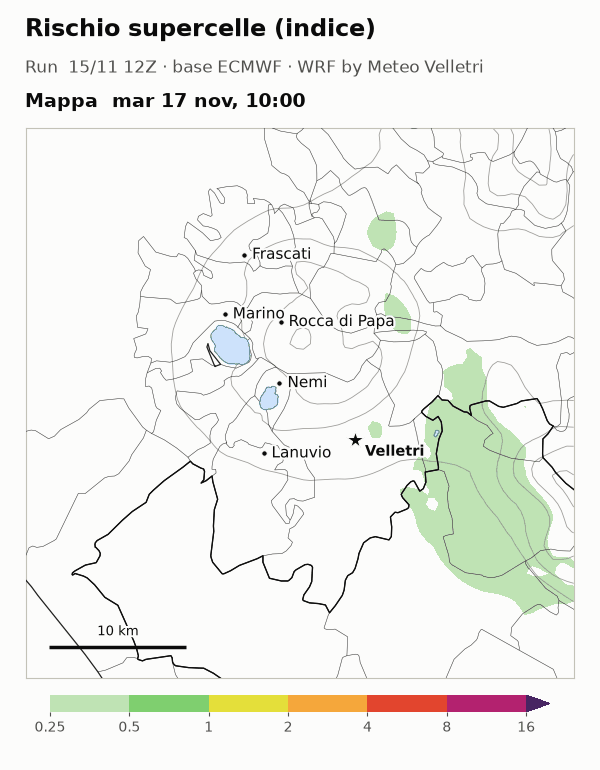 Rischio supercelle (indice)
Run  15/11 12Z · base ECMWF · WRF by Meteo Velletri
Mappa  mar 17 nov, 10:00
Frascati
Marino
Rocca di Papa
Nemi
Velletri
Lanuvio
10 km
0.25 0.5 1 2 4 8 16